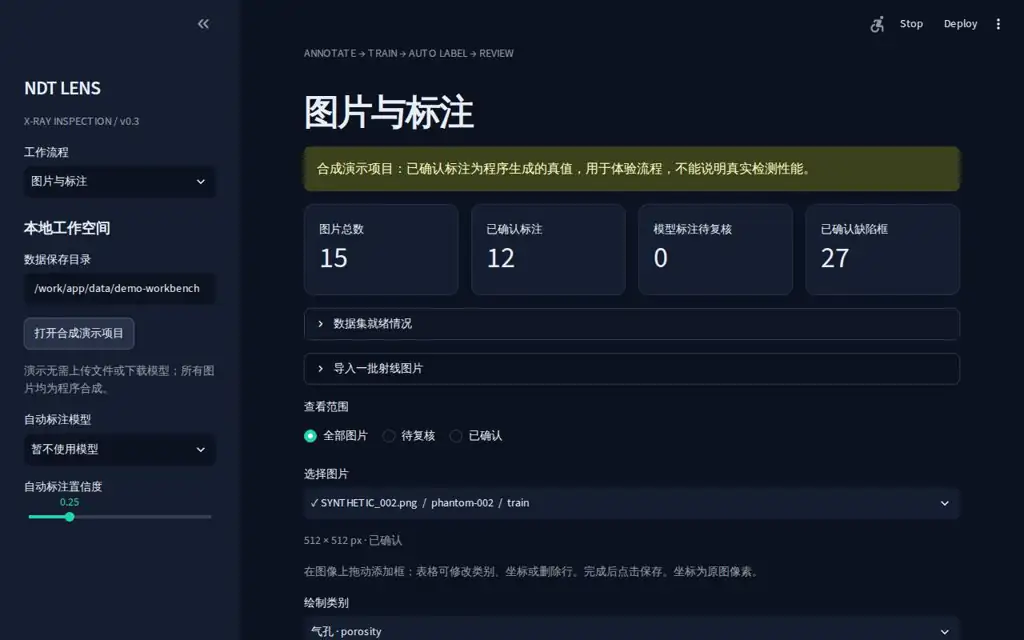 Stop
Deploy
NDT LENS
X-RAY INSPECTION / v0.3
工作流程
图片与标注
本地工作空间
数据保存目录
/work/app/data/demo-workbench
打开合成演示项目
演示无需上传文件或下载模型；所有图
片均为程序合成。
自动标注模型
暂不使用模型
自动标注置信度
0.25
ANNOTATE → TRAIN → AUTO LABEL → REVIEW
图片与标注
合成演示项目：已确认标注为程序生成的真值，用于体验流程，不能说明真实检测性能。
图片总数
15
已确认标注
12
模型标注待复核
0
已确认缺陷框
27
数据集就绪情况
导入一批射线图片
查看范围
全部图片 待复核 已确认
选择图片
✓ SYNTHETIC_002.png / phantom-002 / train
512 × 512 px · 已确认
在图像上拖动添加框；表格可修改类别、坐标或删除行。完成后点击保存。坐标为原图像素。
绘制类别
气孔 · porosity